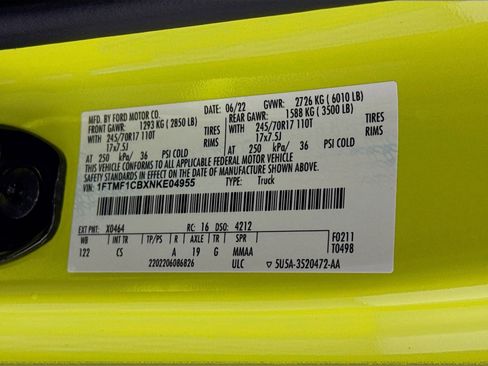 MFD. BY FORD MOTOR CO. DATE: 06/22 GVWR: 2726 KG ( 6010 LB)
FRONT GAWR: 1293 KG ( 2850 LB) REAR GAWR: 1588 KG ( 3500 LB)
WITH 245/70R17 110T TIRES WITH 245/70R17 110T TIRES
17x7.5J RIMS 17x7.5J RIMS
AT 250 kPa/ 36 PSI COLD AT 250 kPa/ 36 PSI COLD
THIS VEHICLE CONFORMS TO ALL APPLICABLE FEDERAL MOTOR VEHICLE
SAFETY STANDARDS IN EFFECT ON THE DATE OF MANUFACTURE SHOWN ABOVE.
VIN: 1FTMF1CBXNKE04955 TYPE: Truck
EXT PNT: X0464 RC: 16 DSO: 4212
WB INT TR TP/PS R A TR SPR F0211
122 CS A 19 G MMAA T0498
2202206086826 ULC ▽ 5U5A-3520472-AA